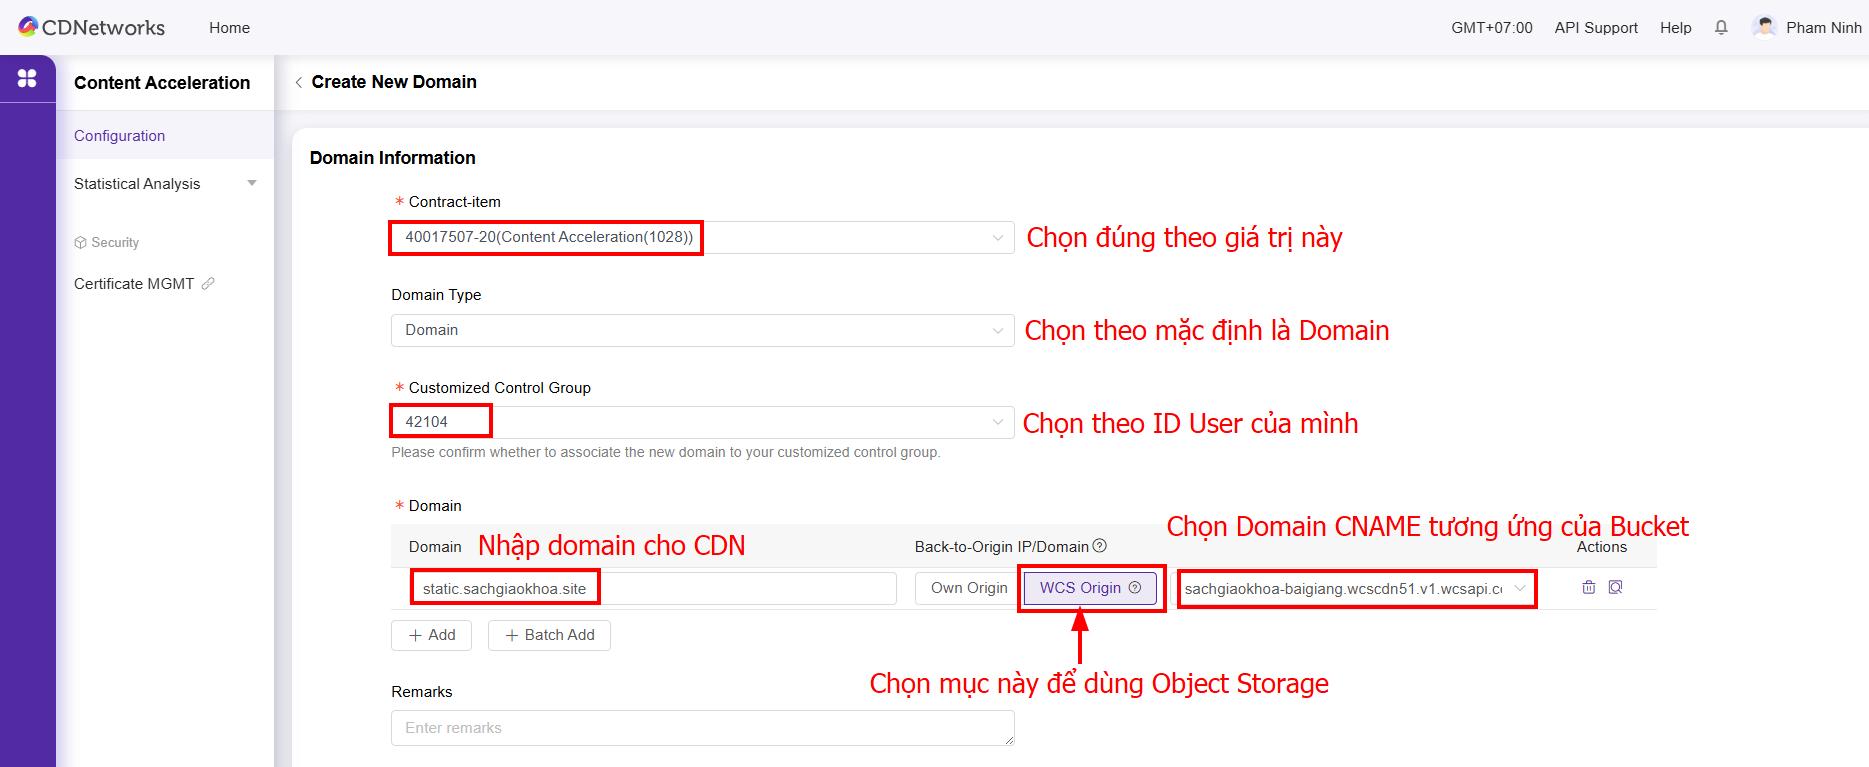 CDNetworks
Home
GMT+07:00
API Support
Help
Pham Ninh
Content Acceleration
Configuration
Statistical Analysis
Security
Certificate MGMT
Create New Domain
Domain Information
* Contract-item
40017507-20(Content Acceleration(1028))
Chọn đúng theo giá trị này
Domain Type
Domain
Chọn theo mặc định là Domain
* Customized Control Group
42104
Chọn theo ID User của mình
Please confirm whether to associate the new domain to your customized control group.
* Domain
Chọn Domain CNAME tương ứng của Bucket
Domain
Nhập domain cho CDN
Back-to-Origin IP/Domain
Actions
static.sachgiaokhoa.site
Own Origin
WCS Origin
sachgiaokhoa-baigiang.wcscdn51.v1.wcsapi.cc
+ Add
+ Batch Add
Chọn mục này để dùng Object Storage
Remarks
Enter remarks